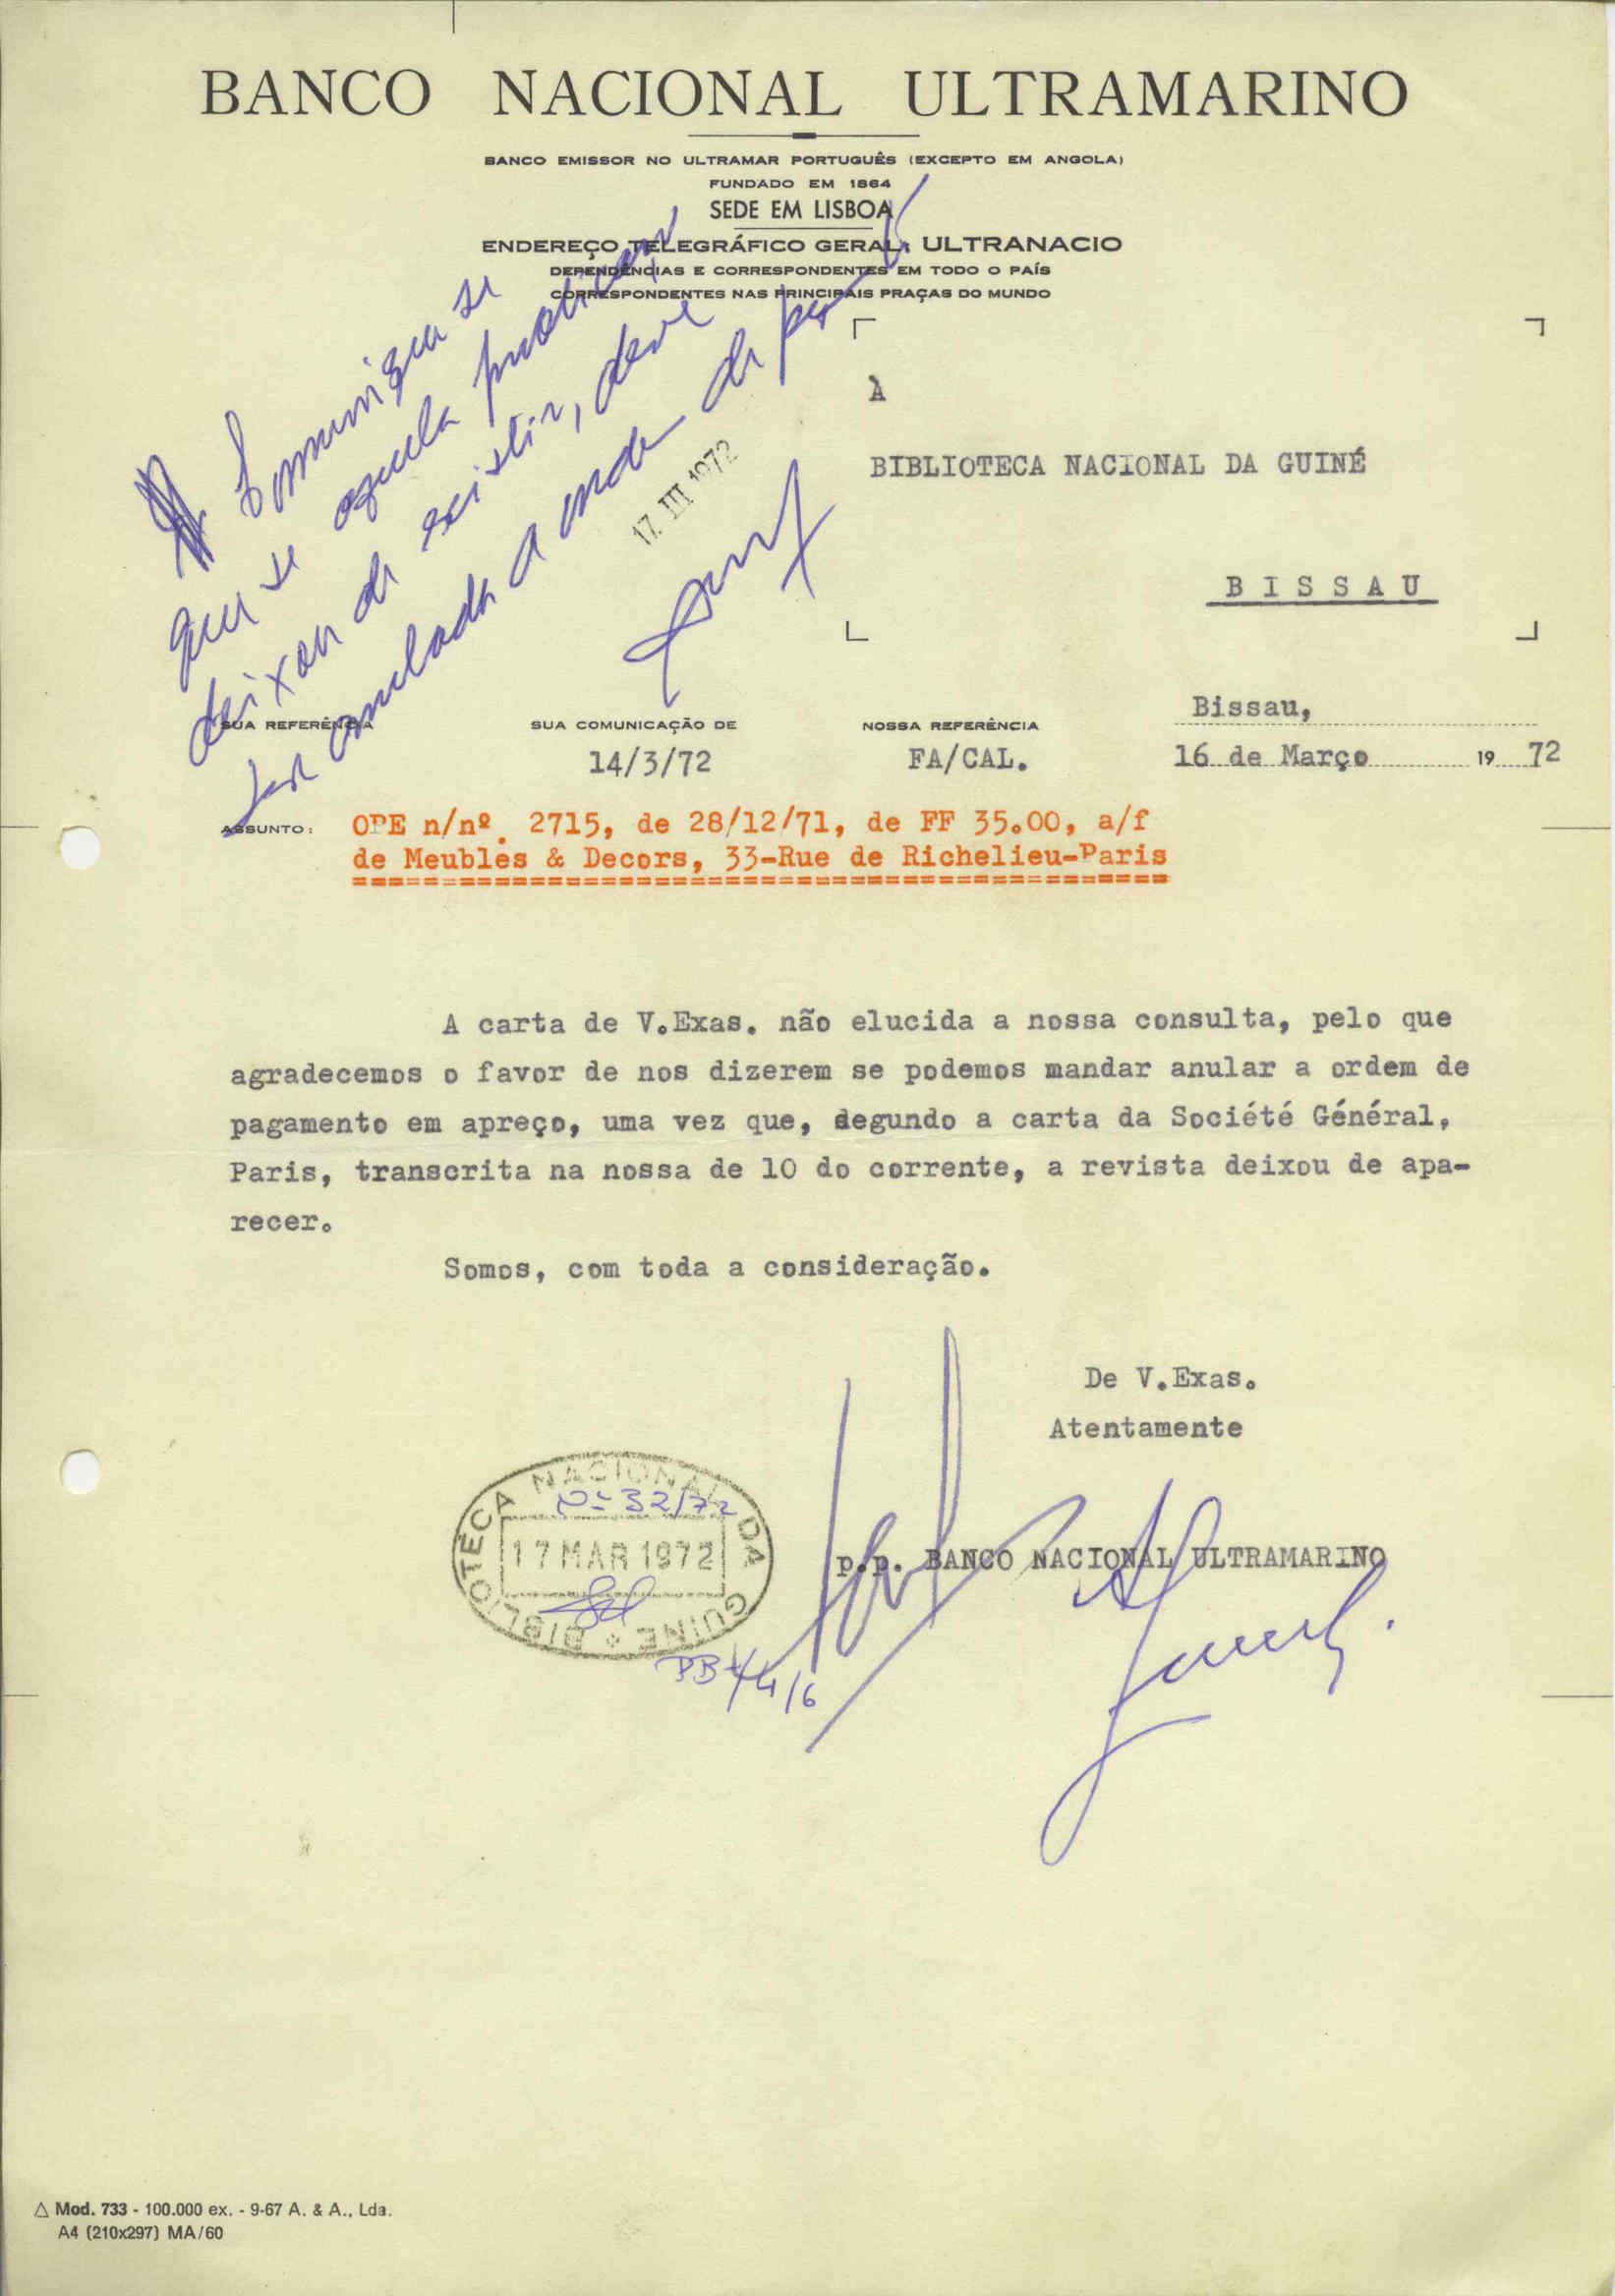 BANCO NACIONAL ULTRAMARINO
BANCO EMISSOR NO ULTRAMAR PORTUGUÊS (EXCEPTO EM ANGOLA)
FUNDADO EM 1864
SEDE EM LISBOA
ENDEREÇO TELEGRÁFICO GERAL: ULTRANACIO
DEPENDÊNCIAS E CORRESPONDENTES EM TODO O PAÍS
CORRESPONDENTES NAS PRINCIPAIS PRAÇAS DO MUNDO
Comunique se
que se aquela
deixou de existir, deve
ser anulada a ordem de
17. III 1972
À
BIBLIOTECA NACIONAL DA GUINÉ
BISSAU
SUA REFERÊNCIA
SUA COMUNICAÇÃO DE
14/3/72
NOSSA REFERÊNCIA
FA/CAL.
Bissau,
16 de Março 1972
ASSUNTO: OPE n/nº. 2715, de 28/12/71, de FF 35.00, a/f
de Meubles & Decors, 33-Rue de Richelieu-Paris
A carta de V.Exas. não elucida a nossa consulta, pelo que
agradecemos o favor de nos dizerem se podemos mandar anular a ordem de
pagamento em apreço, uma vez que, segundo a carta da Société Général,
Paris, transcrita na nossa de 10 do corrente, a revista deixou de apa-
recer.
Somos, com toda a consideração.
De V.Exas.
Atentamente
p.p. BANCO NACIONAL ULTRAMARINO
BIBLIOTECA NACIONAL DA GUINÉ
Nº 32/72
17 MAR 1972
PB 4/4/6
Mod. 733 - 100.000 ex. - 9-67 A. & A., Lda.
A4 (210x297) MA/60